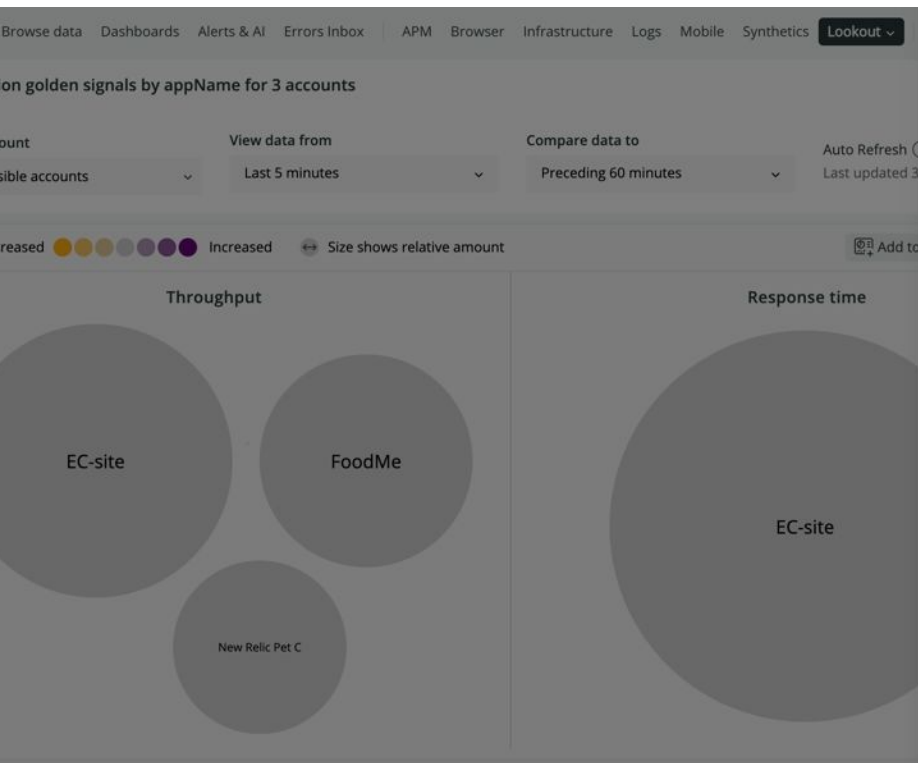 Browse data Dashboards Alerts & AI Errors Inbox APM Browser Infrastructure Logs Mobile Synthetics Lookout
ion golden signals by appName for 3 accounts
ount View data from Compare data to
sible accounts Last 5 minutes Preceding 60 minutes
Auto Refresh
Last updated 3
reased Increased Size shows relative amount Add to
Throughput Response time
EC-site FoodMe
EC-site
New Relic Pet C